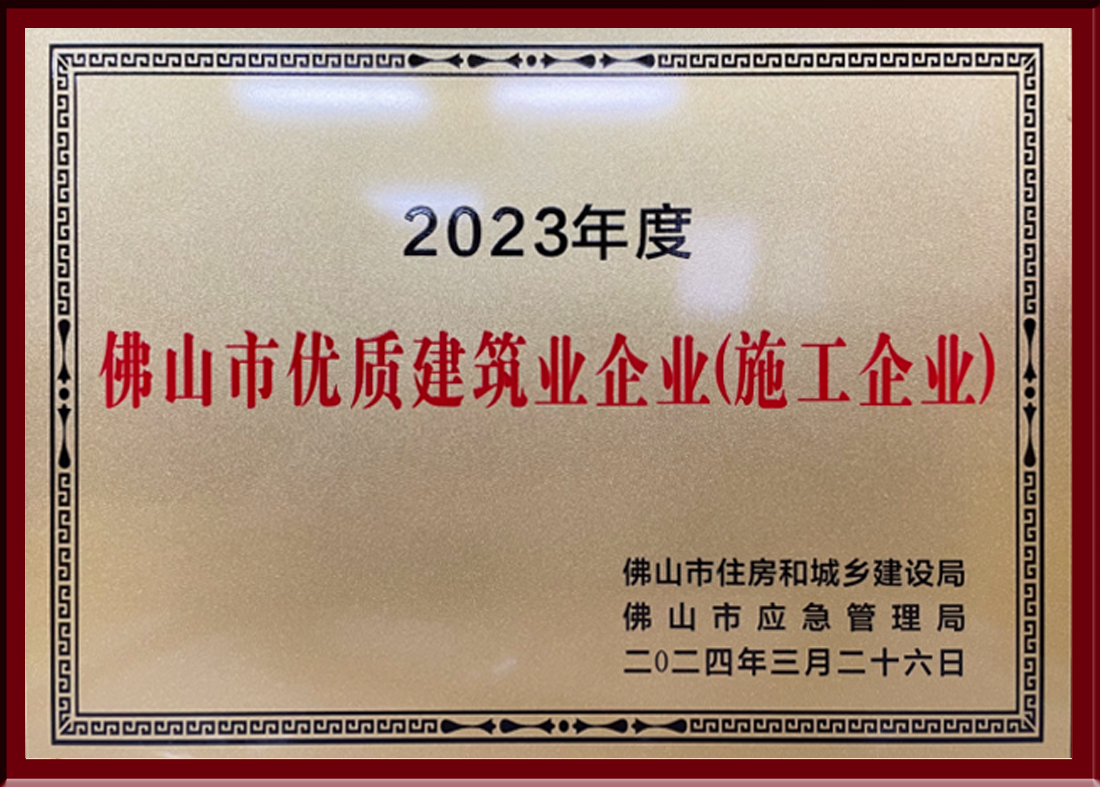 2023年度
佛山市优质建筑业企业(施工企业)
佛山市住房和城乡建设局
佛山市应急管理局
二0二四年三月二十六日